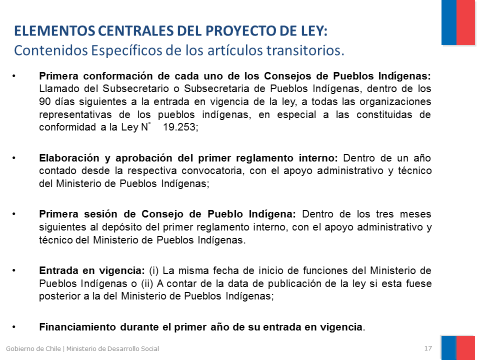 ELEMENTOS CENTRALES DEL PROYECTO DE LEY:
Contenidos Específicos de los artículos transitorios.
• Primera conformación de cada uno de los Consejos de Pueblos Indígenas:
Llamado del Subsecretario o Subsecretaria de Pueblos Indígenas, dentro de los
90 días siguientes a la entrada en vigencia de la ley, a todas las organizaciones
representativas de los pueblos indígenas, en especial a las constituidas de
conformidad a la Ley N° 19.253;
• Elaboración y aprobación del primer reglamento interno: Dentro de un año
contado desde la respectiva convocatoria, con el apoyo administrativo y técnico
del Ministerio de Pueblos Indígenas;
• Primera sesión de Consejo de Pueblo Indígena: Dentro de los tres meses
siguientes al depósito del primer reglamento interno, con el apoyo administrativo y
técnico del Ministerio de Pueblos Indígenas.
• Entrada en vigencia: (i) La misma fecha de inicio de funciones del Ministerio de
Pueblos Indígenas o (ii) A contar de la data de publicación de la ley si esta fuese
posterior a la del Ministerio de Pueblos Indígenas;
• Financiamiento durante el primer año de su entrada en vigencia.
Gobierno de Chile | Ministerio de Desarrollo Social
17